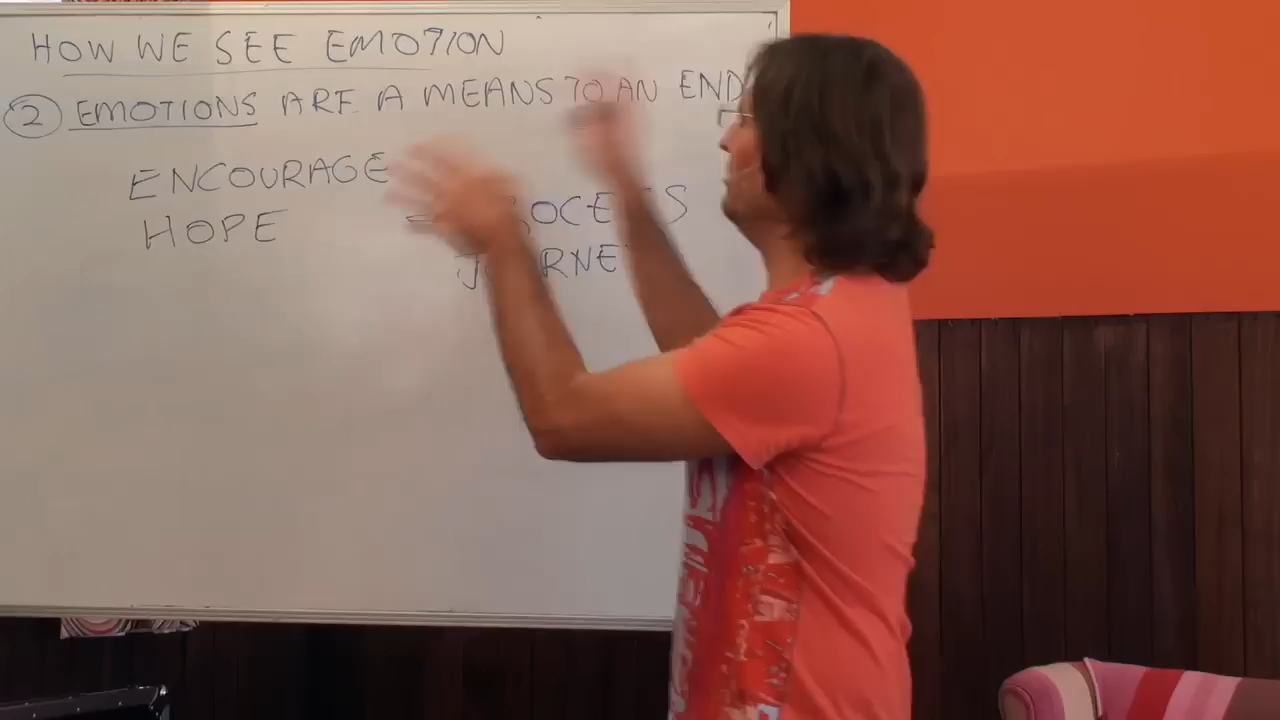 HOW WE SEE EMOTION
② EMOTIONS ARE A MEANS TO AN END
ENCOURAGE
HOPE